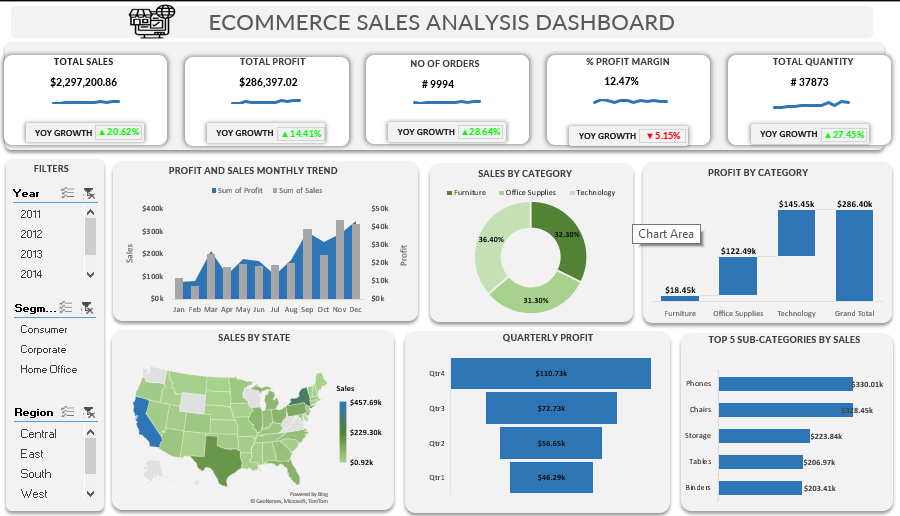 ECOMMERCE SALES ANALYSIS DASHBOARD
TOTAL SALES
$2,297,200.86
YOY GROWTH ▲20.62%
TOTAL PROFIT
$286,397.02
YOY GROWTH ▲14.41%
NO OF ORDERS
# 9994
YOY GROWTH ▲28.64%
% PROFIT MARGIN
12.47%
YOY GROWTH ▼5.15%
TOTAL QUANTITY
# 37873
YOY GROWTH ▲27.45%
FILTERS
Year
2011
2012
2013
2014
Segm...
Consumer
Corporate
Home Office
Region
Central
East
South
West
PROFIT AND SALES MONTHLY TREND
Sum of Profit Sum of Sales
Sales
$400k
$300k
$200k
$100k
$0k
$50k
$40k
$30k
$20k
$10k
$0k
Profit
Jan Feb Mar Apr May Jun Jul Aug Sep Oct Nov Dec
SALES BY CATEGORY
Furniture Office Supplies Technology
36.40%
32.30%
31.30%
Chart Area
PROFIT BY CATEGORY
$18.45k
$122.49k
$145.45k
$286.40k
Furniture Office Supplies Technology Grand Total
SALES BY STATE
Sales
$457.69k
$229.30k
$0.92k
Powered by Bing
© GeoNames, Microsoft, TomTom
QUARTERLY PROFIT
Qtr4 $110.73k
Qtr3 $72.73k
Qtr2 $56.65k
Qtr1 $46.29k
TOP 5 SUB-CATEGORIES BY SALES
Phones $330.01k
Chairs $328.45k
Storage $223.84k
Tables $206.97k
Binders $203.41k